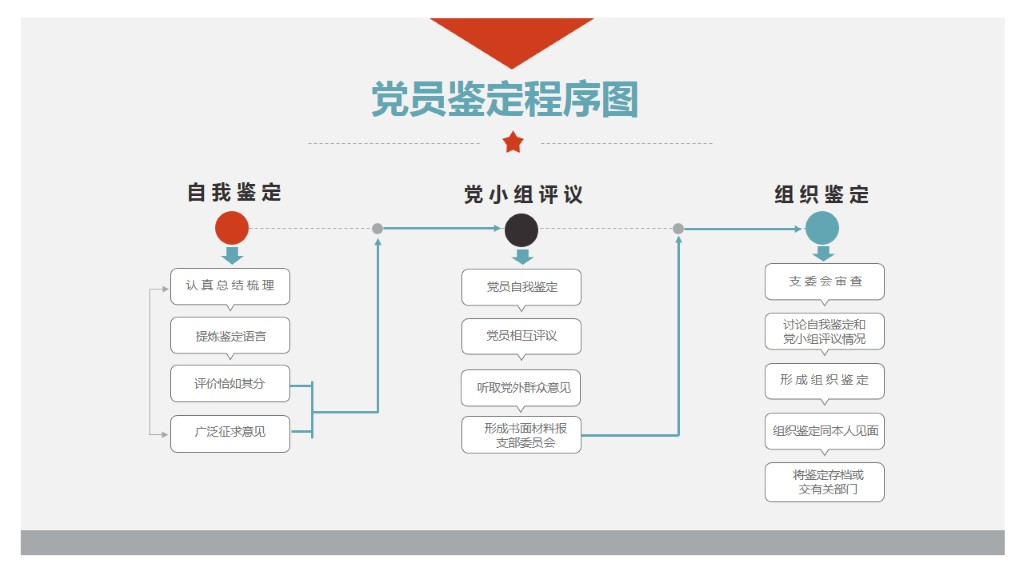 党员鉴定程序图
自我鉴定
认真总结梳理
提炼鉴定语言
评价恰如其分
广泛征求意见
党小组评议
党员自我鉴定
党员相互评议
听取党外群众意见
形成书面材料报
支部委员会
组织鉴定
支委会审查
讨论自我鉴定和
党小组评议情况
形成组织鉴定
组织鉴定同本人见面
将鉴定存档或
交有关部门